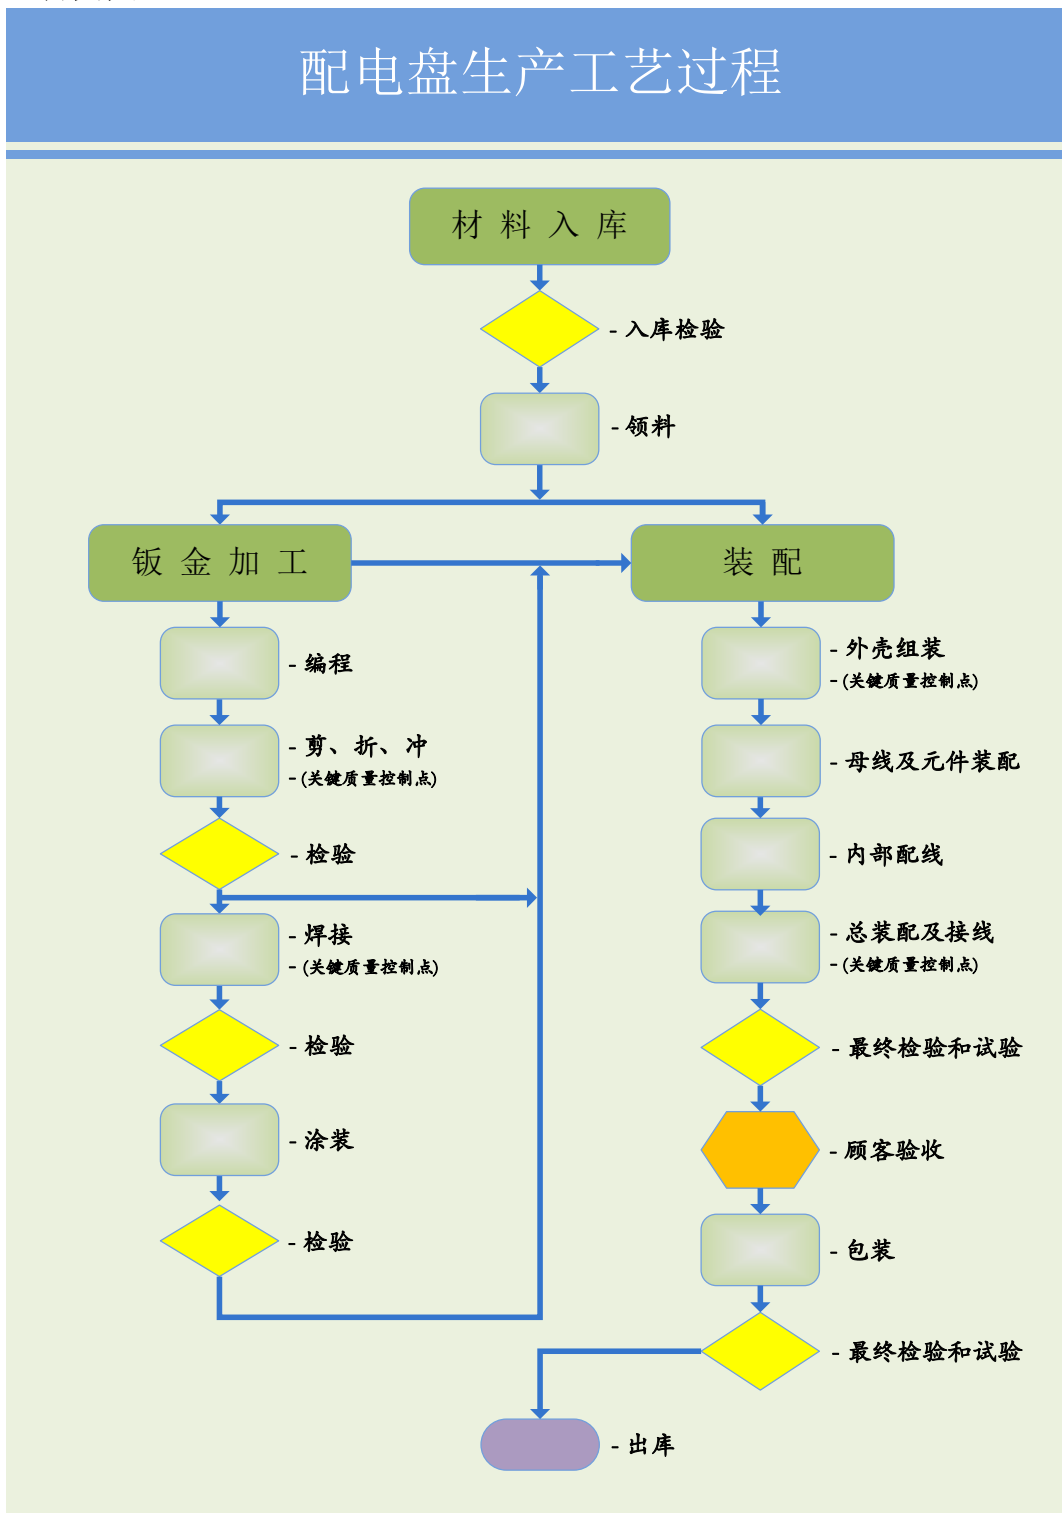 配电盘生产工艺过程
材料入库
- 入库检验
- 领料
钣金加工
- 编程
- 剪、折、冲
- (关键质量控制点)
- 检验
- 焊接
- (关键质量控制点)
- 检验
- 涂装
- 检验
装配
- 外壳组装
- (关键质量控制点)
- 母线及元件装配
- 内部配线
- 总装配及接线
- (关键质量控制点)
- 最终检验和试验
- 顾客验收
- 包装
- 最终检验和试验
- 出库